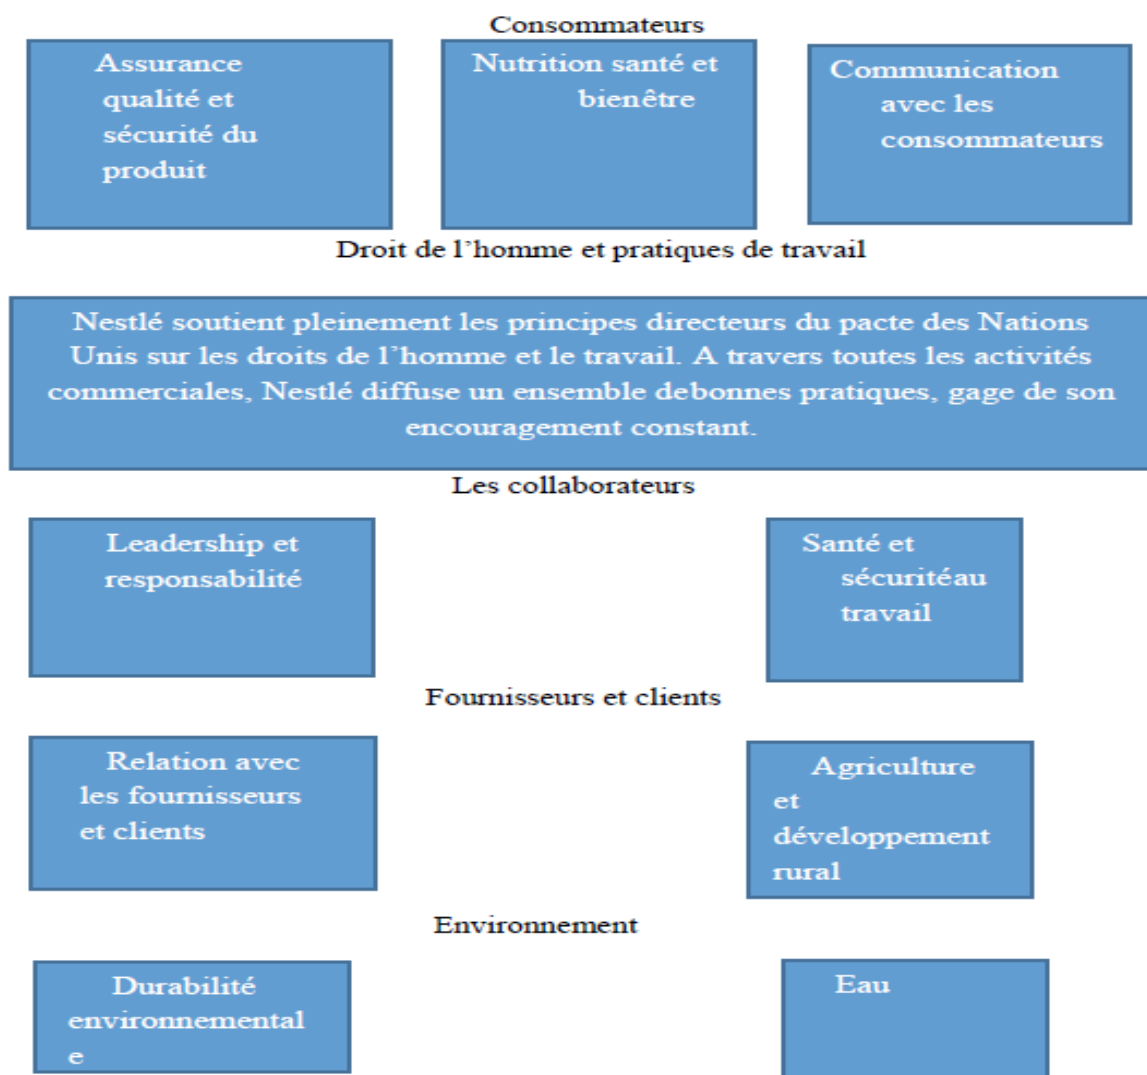 Consommateurs
Assurance
qualité et
sécurité du
produit
Nutrition santé et
bienêtre
Communication
avec les
consommateurs
Droit de l'homme et pratiques de travail
Nestlé soutient pleinement les principes directeurs du pacte des Nations
Unis sur les droits de l'homme et le travail. A travers toutes les activités
commerciales, Nestlé diffuse un ensemble debonnes pratiques, gage de son
encouragement constant.
Les collaborateurs
Leadership et
responsabilité
Santé et
sécuritéau
travail
Fournisseurs et clients
Relation avec
les fournisseurs
et clients
Agriculture
et
développement
rural
Environnement
Durabilité
environnemental
e
Eau